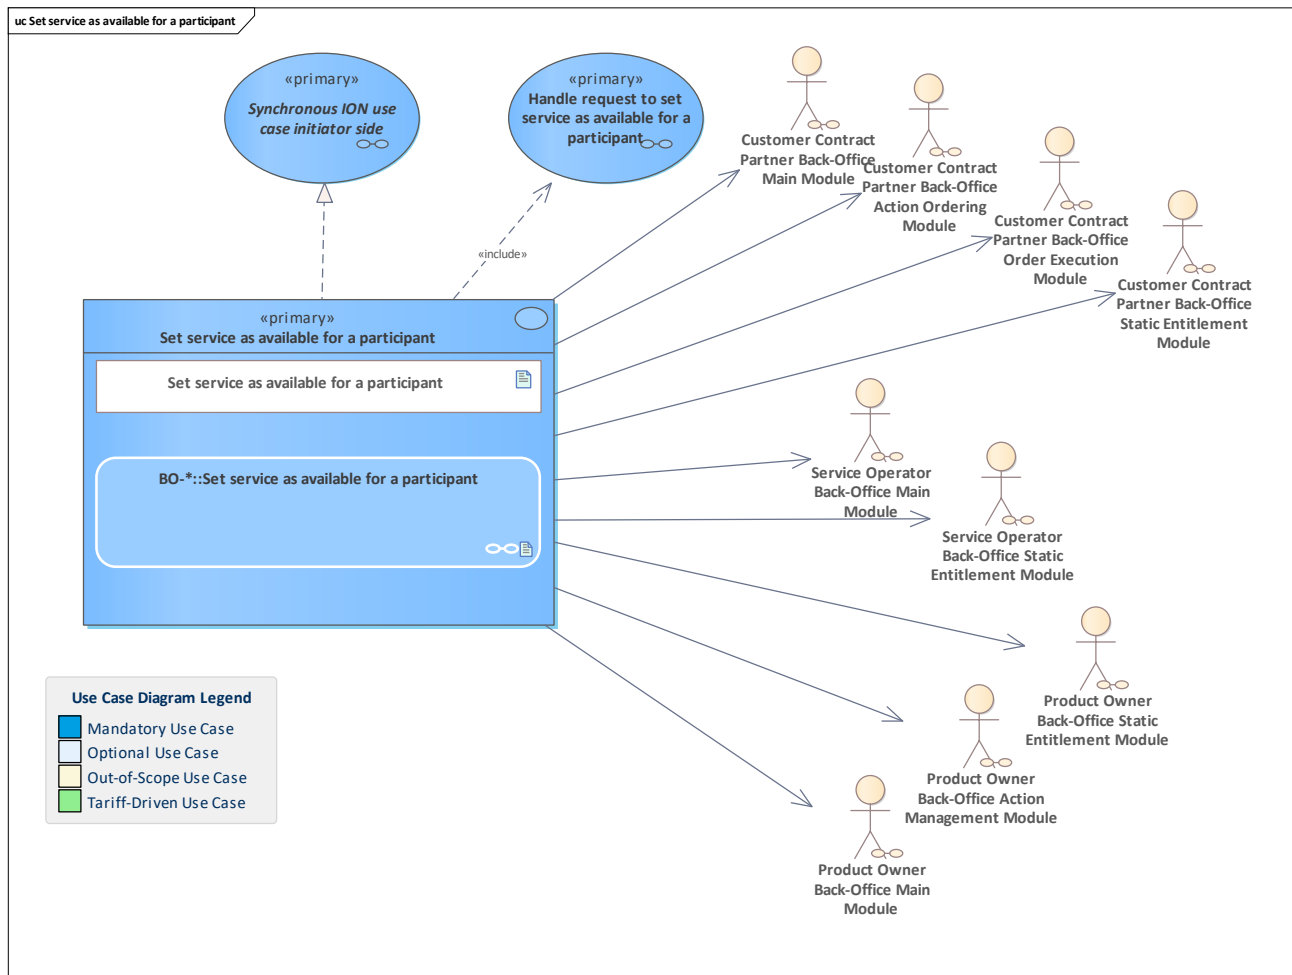 uc Set service as available for a participant
«primary»
Synchronous ION use
case initiator side
«primary»
Handle request to set
service as available for a
participant
Customer Contract
Partner Back-Office
Main Module
Customer Contract
Partner Back-Office
Action Ordering
Module
Customer Contract
Partner Back-Office
Order Execution
Module
Customer Contract
Partner Back-Office
Static Entitlement
Module
«include»
«primary»
Set service as available for a participant
Set service as available for a participant
BO-*::Set service as available for a participant
Service Operator
Back-Office Main
Module
Service Operator
Back-Office Static
Entitlement Module
Product Owner
Back-Office Static
Entitlement Module
Product Owner
Back-Office Action
Management Module
Product Owner
Back-Office Main
Module
Use Case Diagram Legend
Mandatory Use Case
Optional Use Case
Out-of-Scope Use Case
Tariff-Driven Use Case